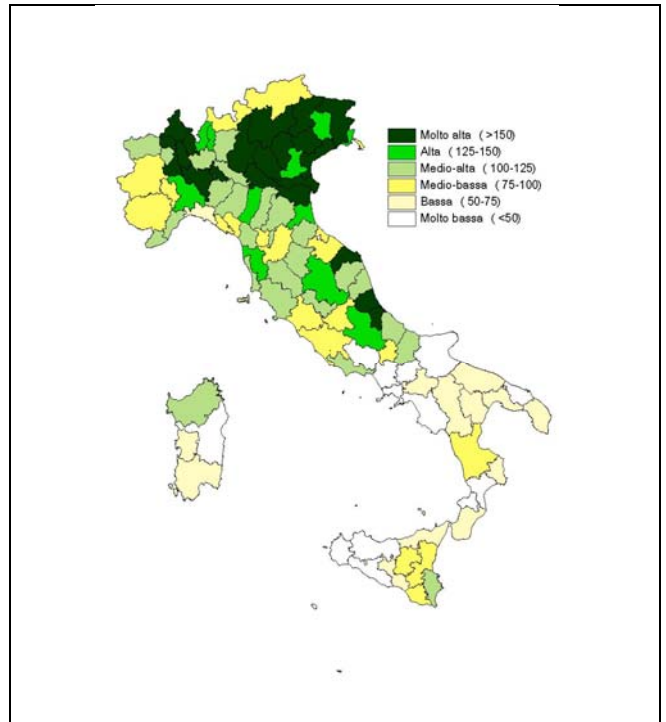 Molto alta (>150)
Alta (125-150)
Medio-alta (100-125)
Medio-bassa (75-100)
Bassa (50-75)
Molto bassa (<50)